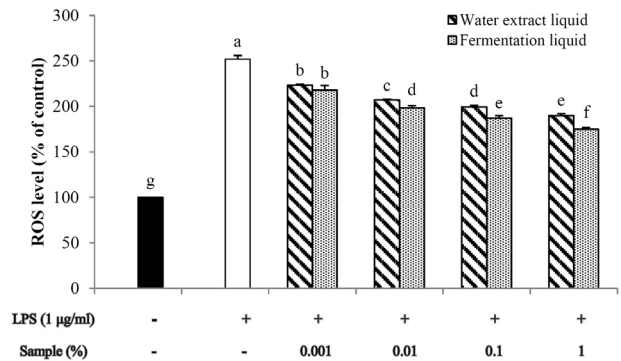 Water extract liquid
Fermentation liquid
ROS level (% of control)
300
250
200
150
100
50
0
g
a
b b
c d
d e
e f
LPS (1 μg/ml) - + + + + +
Sample (%) - - 0.001 0.01 0.1 1